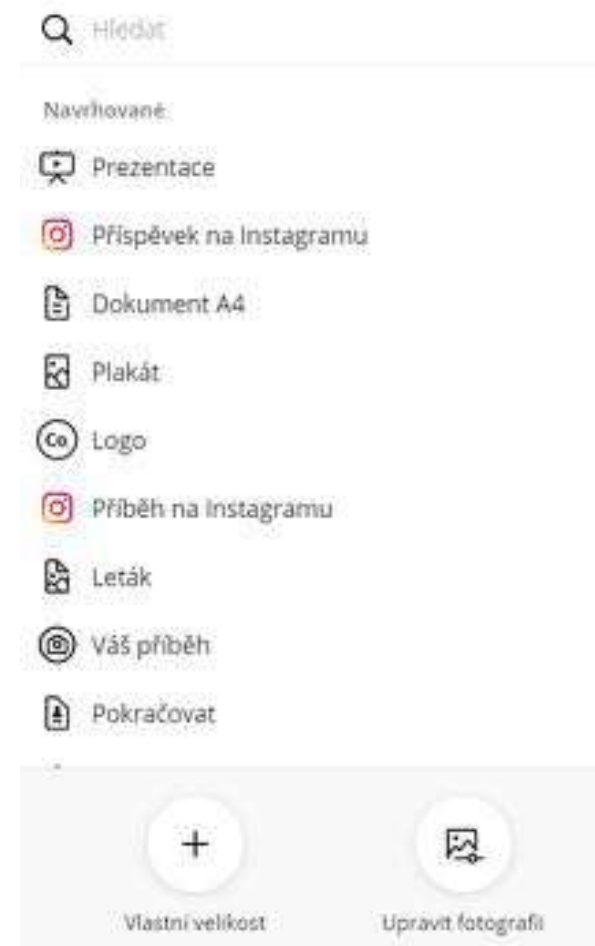 Hledat
Navrhované
Prezentace
Příspěvek na Instagramu
Dokument A4
Plakát
Co Logo
Příběh na Instagramu
Leták
Váš příběh
Pokračovat
Vlastní velikost
Upravit fotografii